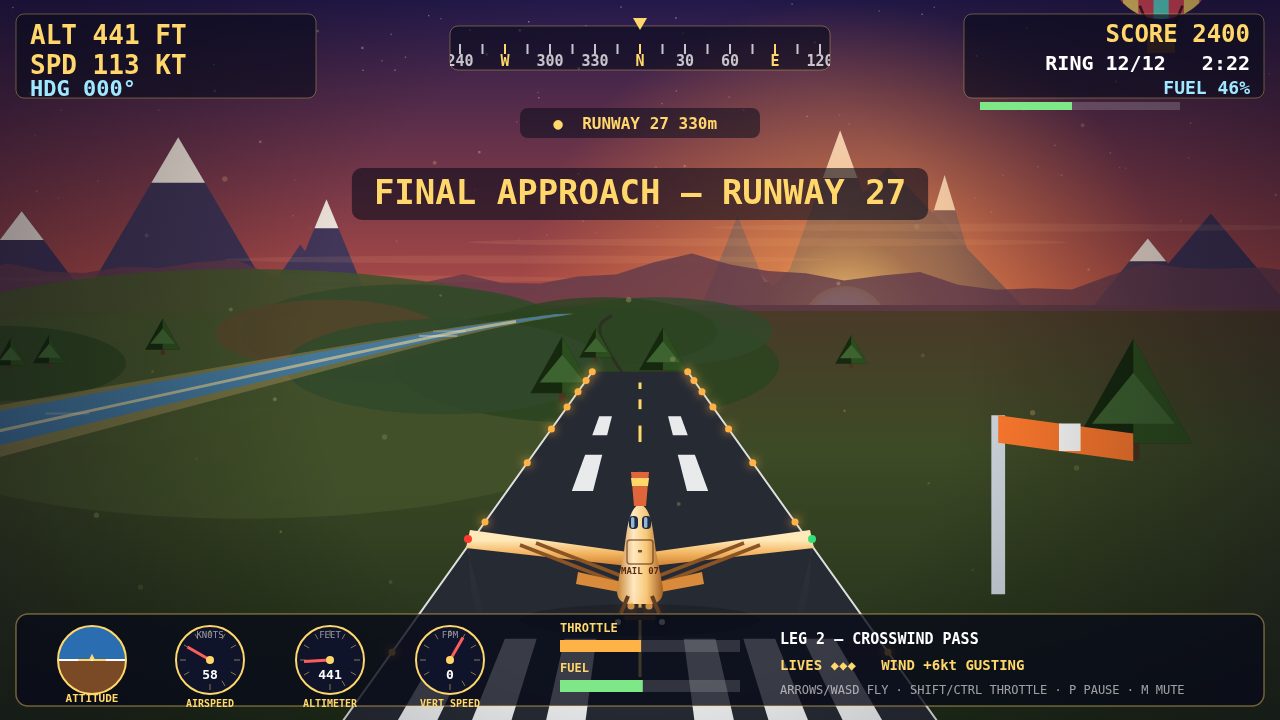 ALT 441 FT
SPD 113 KT
HDG 000°
240 W 300 330 N 30 60 E 120
SCORE 2400
RING 12/12 2:22
FUEL 46%
● RUNWAY 27 330m
FINAL APPROACH — RUNWAY 27
MAIL 07
ATTITUDE
KNOTS
58
AIRSPEED
FEET
441
ALTIMETER
FPM
0
VERT SPEED
THROTTLE
FUEL
LEG 2 — CROSSWIND PASS
LIVES ◆◆◆ WIND +6kt GUSTING
ARROWS/WASD FLY · SHIFT/CTRL THROTTLE · P PAUSE · M MUTE